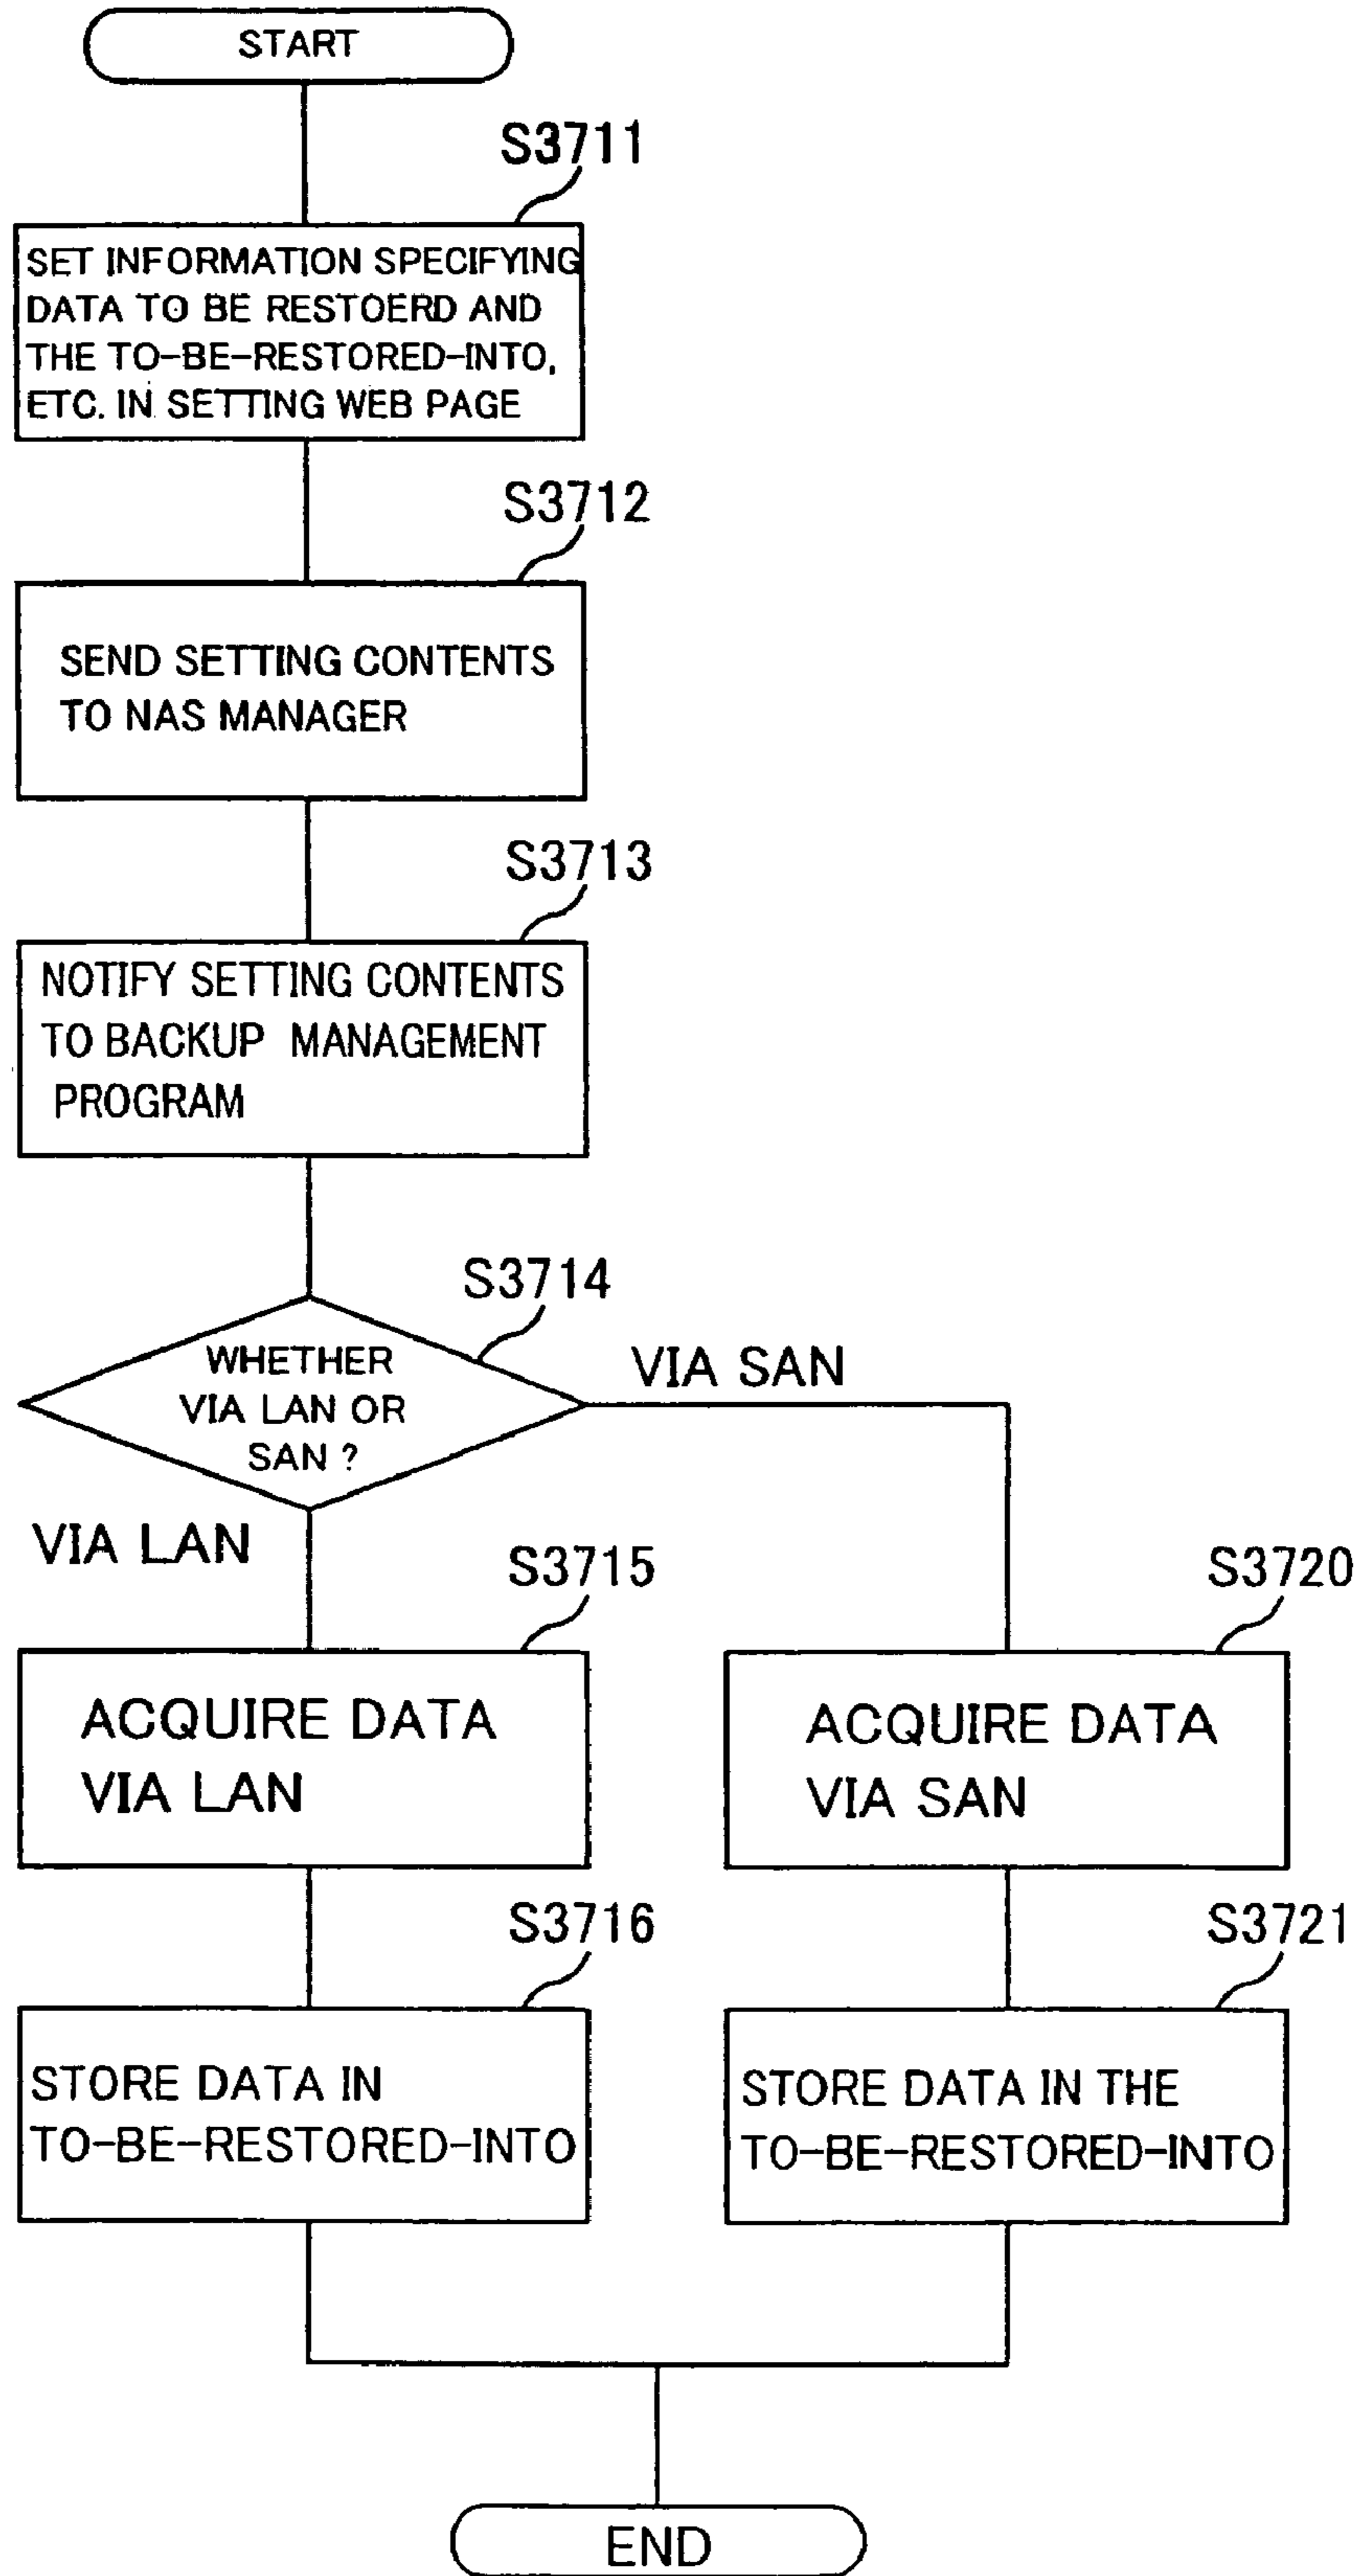 START
S3711
SET INFORMATION SPECIFYING
DATA TO BE RESTOERD AND
THE TO-BE-RESTORED-INTO,
ETC. IN SETTING WEB PAGE
S3712
SEND SETTING CONTENTS
TO NAS MANAGER
S3713
NOTIFY SETTING CONTENTS
TO BACKUP MANAGEMENT
PROGRAM
S3714
WHETHER
VIA LAN OR
SAN ?
VIA SAN
VIA LAN
S3715
ACQUIRE DATA
VIA LAN
S3720
ACQUIRE DATA
VIA SAN
S3716
STORE DATA IN
TO-BE-RESTORED-INTO
S3721
STORE DATA IN THE
TO-BE-RESTORED-INTO
END